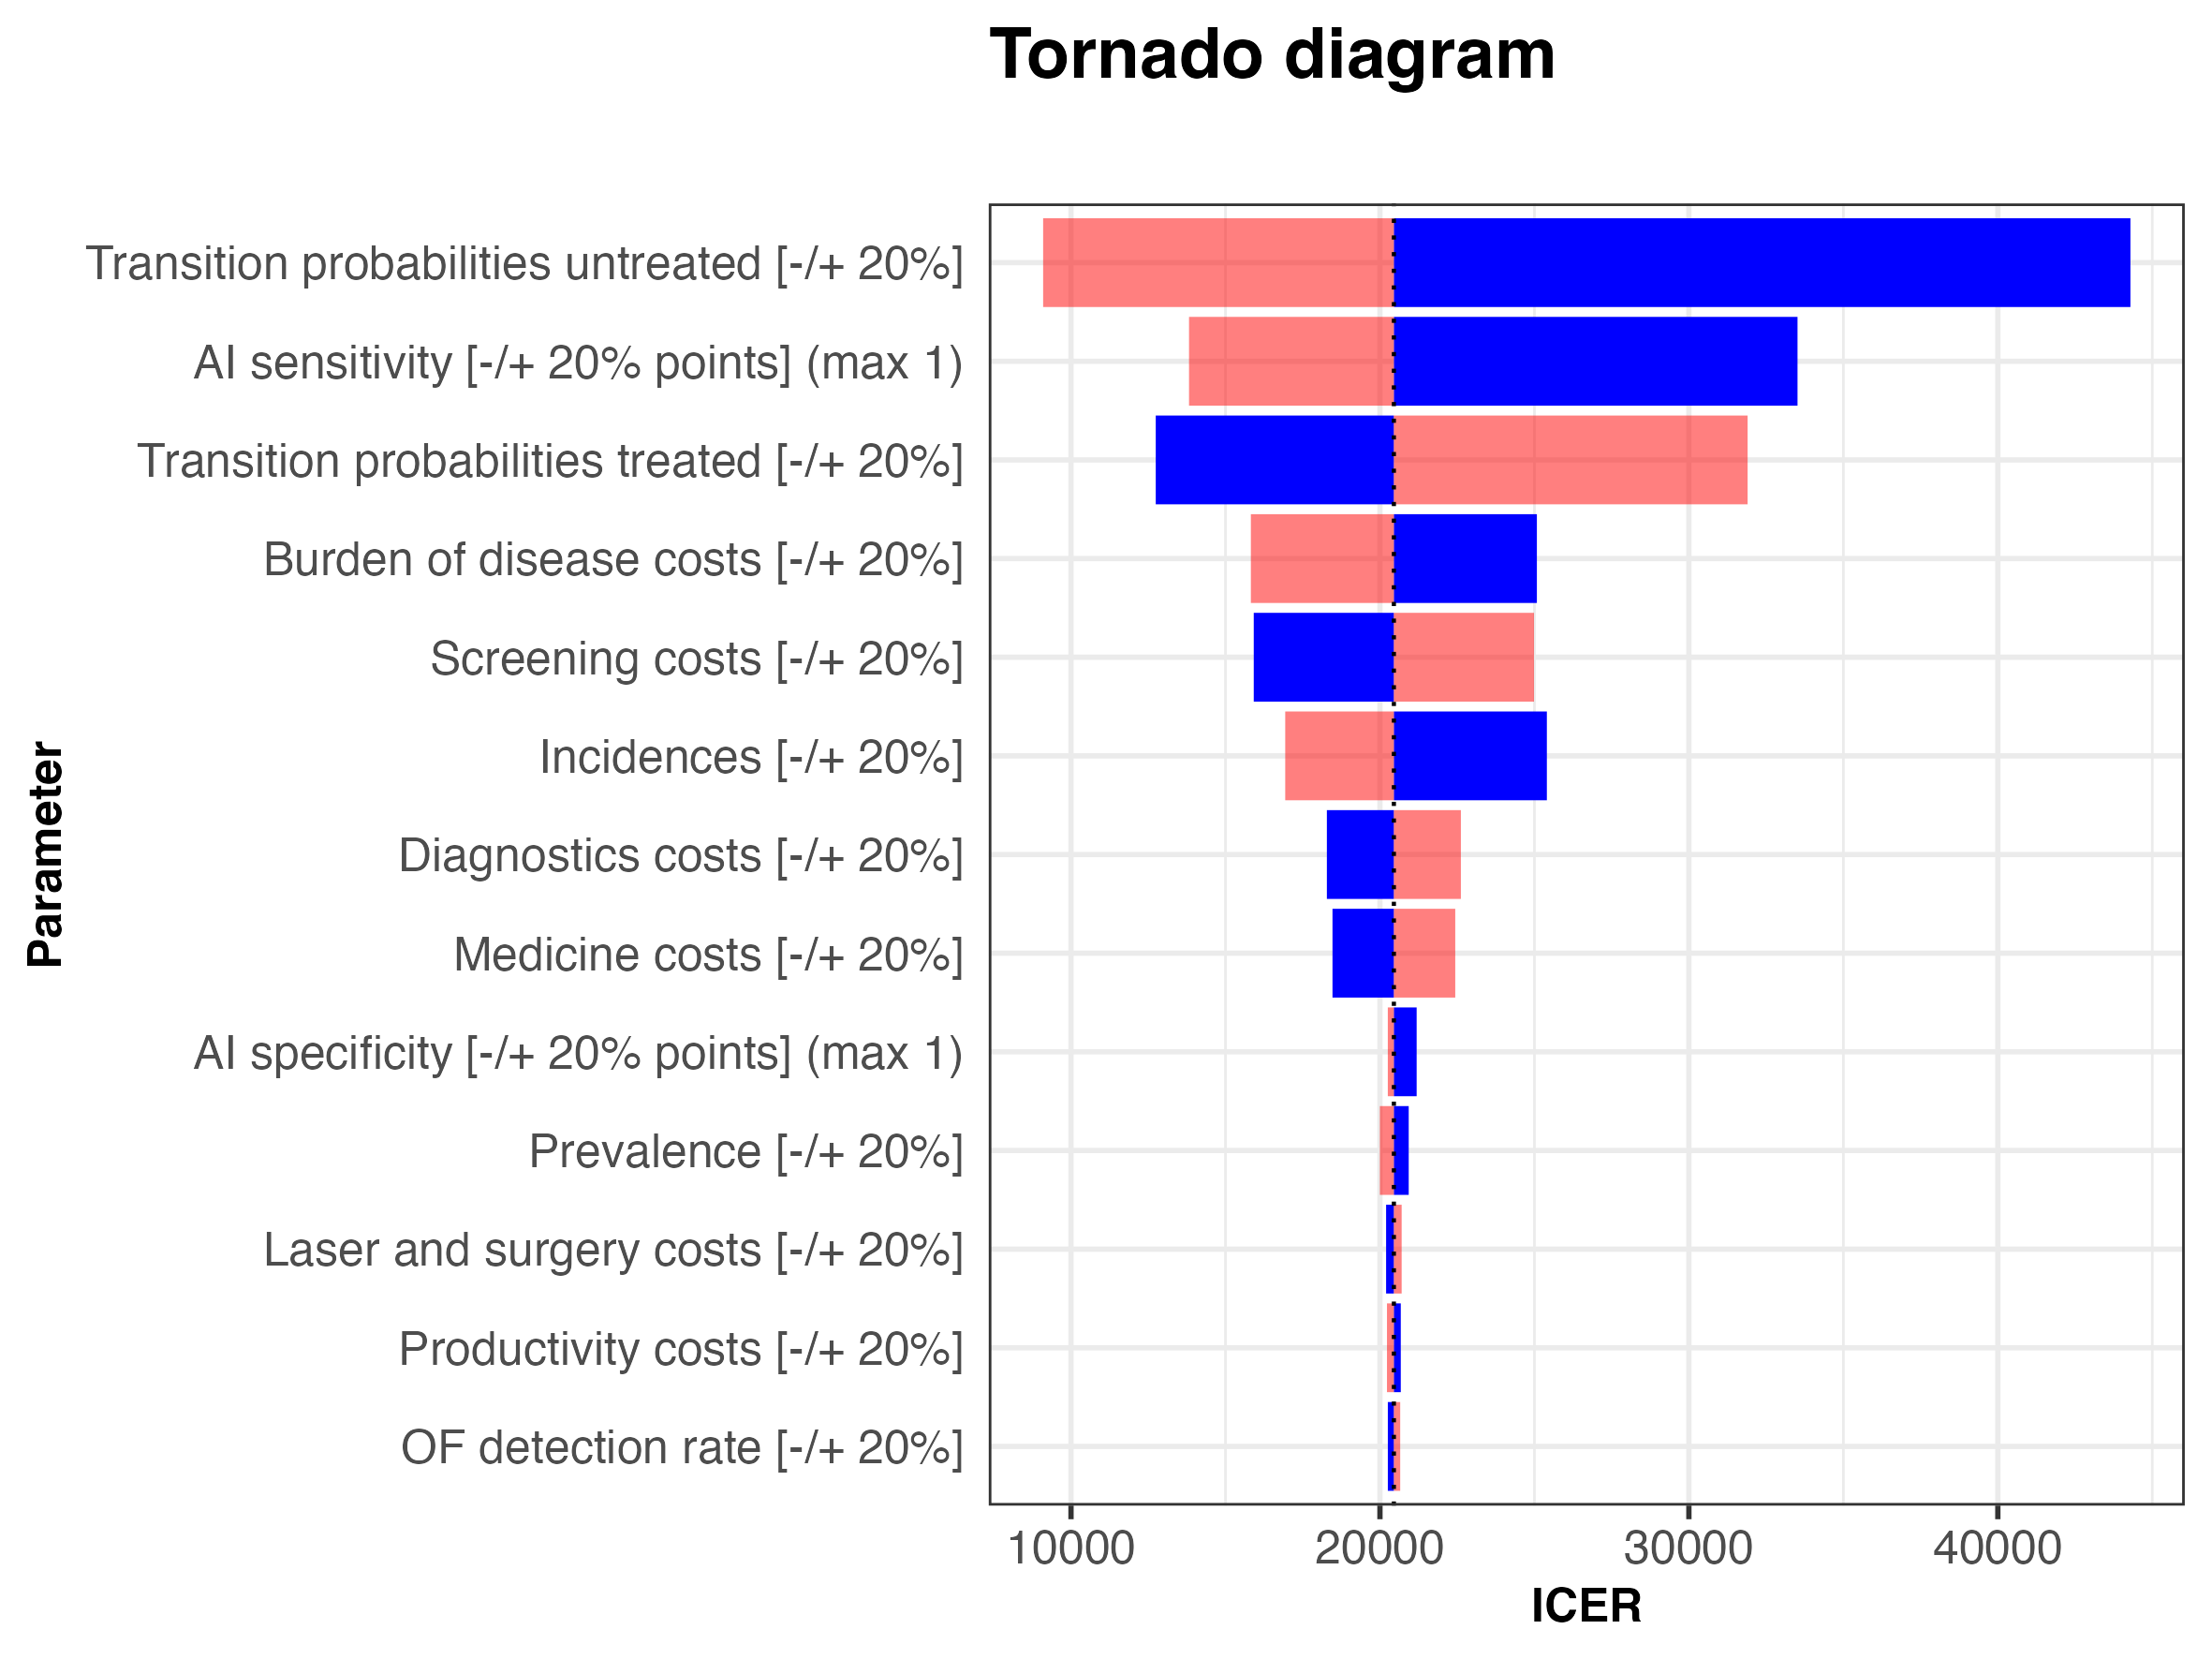 Tornado diagram
Transition probabilities untreated [-/+ 20%]
AI sensitivity [-/+ 20% points] (max 1)
Transition probabilities treated [-/+ 20%]
Burden of disease costs [-/+ 20%]
Screening costs [-/+ 20%]
Incidences [-/+ 20%]
Diagnostics costs [-/+ 20%]
Medicine costs [-/+ 20%]
AI specificity [-/+ 20% points] (max 1)
Prevalence [-/+ 20%]
Laser and surgery costs [-/+ 20%]
Productivity costs [-/+ 20%]
OF detection rate [-/+ 20%]
Parameter
10000 20000 30000 40000
ICER